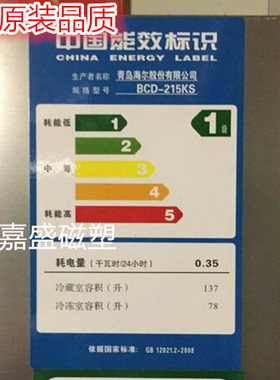 原装品质
中国能效标识
CHINA ENERGY LABEL
生产者名称 青岛海尔股份有限公司
规格型号 BCD-215KS
耗能低 1 1级
2
中等 3
4
耗能高 5
嘉盛磁塑
耗电量（千瓦时/24小时） 0.35
冷藏室容积（升） 137
冷冻室容积（升） 78
依据国家标准：GB 12021.2-2008